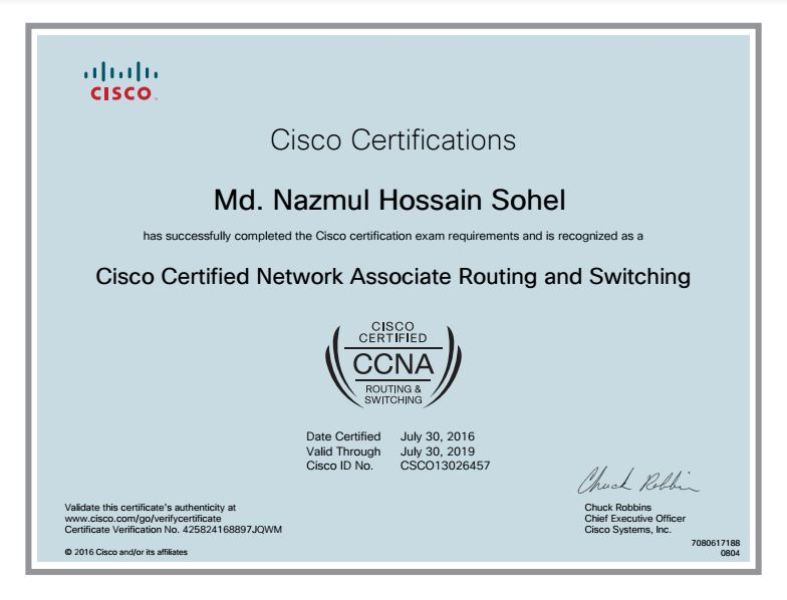 CISCO
Cisco Certifications
Md. Nazmul Hossain Sohel
has successfully completed the Cisco certification exam requirements and is recognized as a
Cisco Certified Network Associate Routing and Switching
CISCO
CERTIFIED
CCNA
ROUTING &
SWITCHING
Date Certified July 30, 2016
Valid Through July 30, 2019
Cisco ID No. CSCO13026457
Chuck Robbins
Validate this certificate's authenticity at
www.cisco.com/go/verifycertificate
Certificate Verification No. 425824168897JQWM
© 2016 Cisco and/or its affiliates
Chuck Robbins
Chief Executive Officer
Cisco Systems, Inc.
7080617188
0804